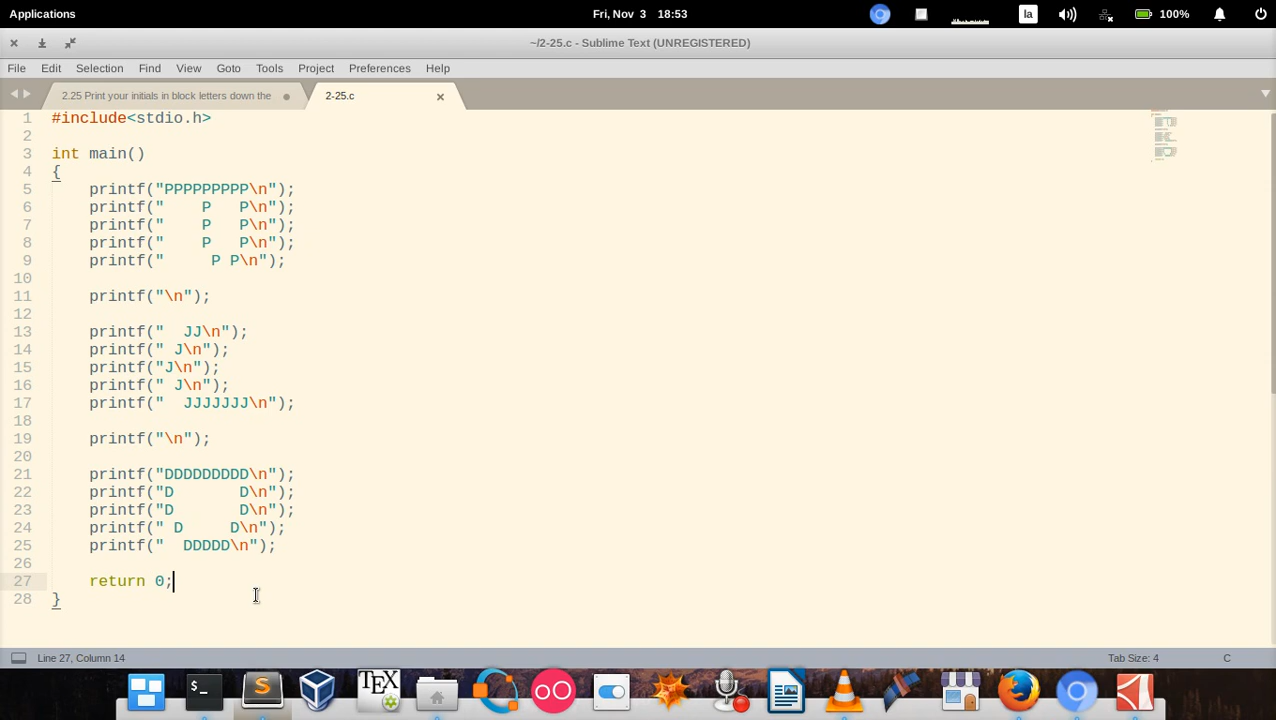 Applications
Fri, Nov 3 18:53
la
100%
~/2-25.c - Sublime Text (UNREGISTERED)
File Edit Selection Find View Goto Tools Project Preferences Help
2.25 Print your initials in block letters down the
2-25.c
1 #include<stdio.h>
2
3 int main()
4 {
5     printf("PPPPPPPPP\n");
6     printf("    P   P\n");
7     printf("    P   P\n");
8     printf("    P   P\n");
9     printf("     P P\n");
10
11     printf("\n");
12
13     printf("  JJ\n");
14     printf(" J\n");
15     printf("J\n");
16     printf(" J\n");
17     printf("  JJJJJJJ\n");
18
19     printf("\n");
20
21     printf("DDDDDDDDD\n");
22     printf("D       D\n");
23     printf("D       D\n");
24     printf(" D     D\n");
25     printf("  DDDDD\n");
26
27     return 0;
28 }
Line 27, Column 14
Tab Size: 4
C
TEX